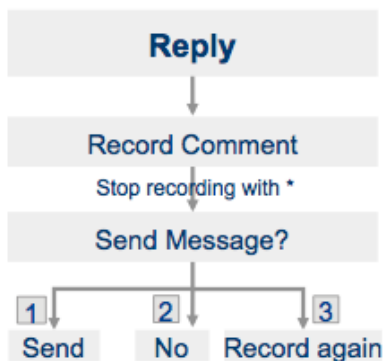 Reply
Record Comment
Stop recording with *
Send Message?
1 2 3
Send No Record again